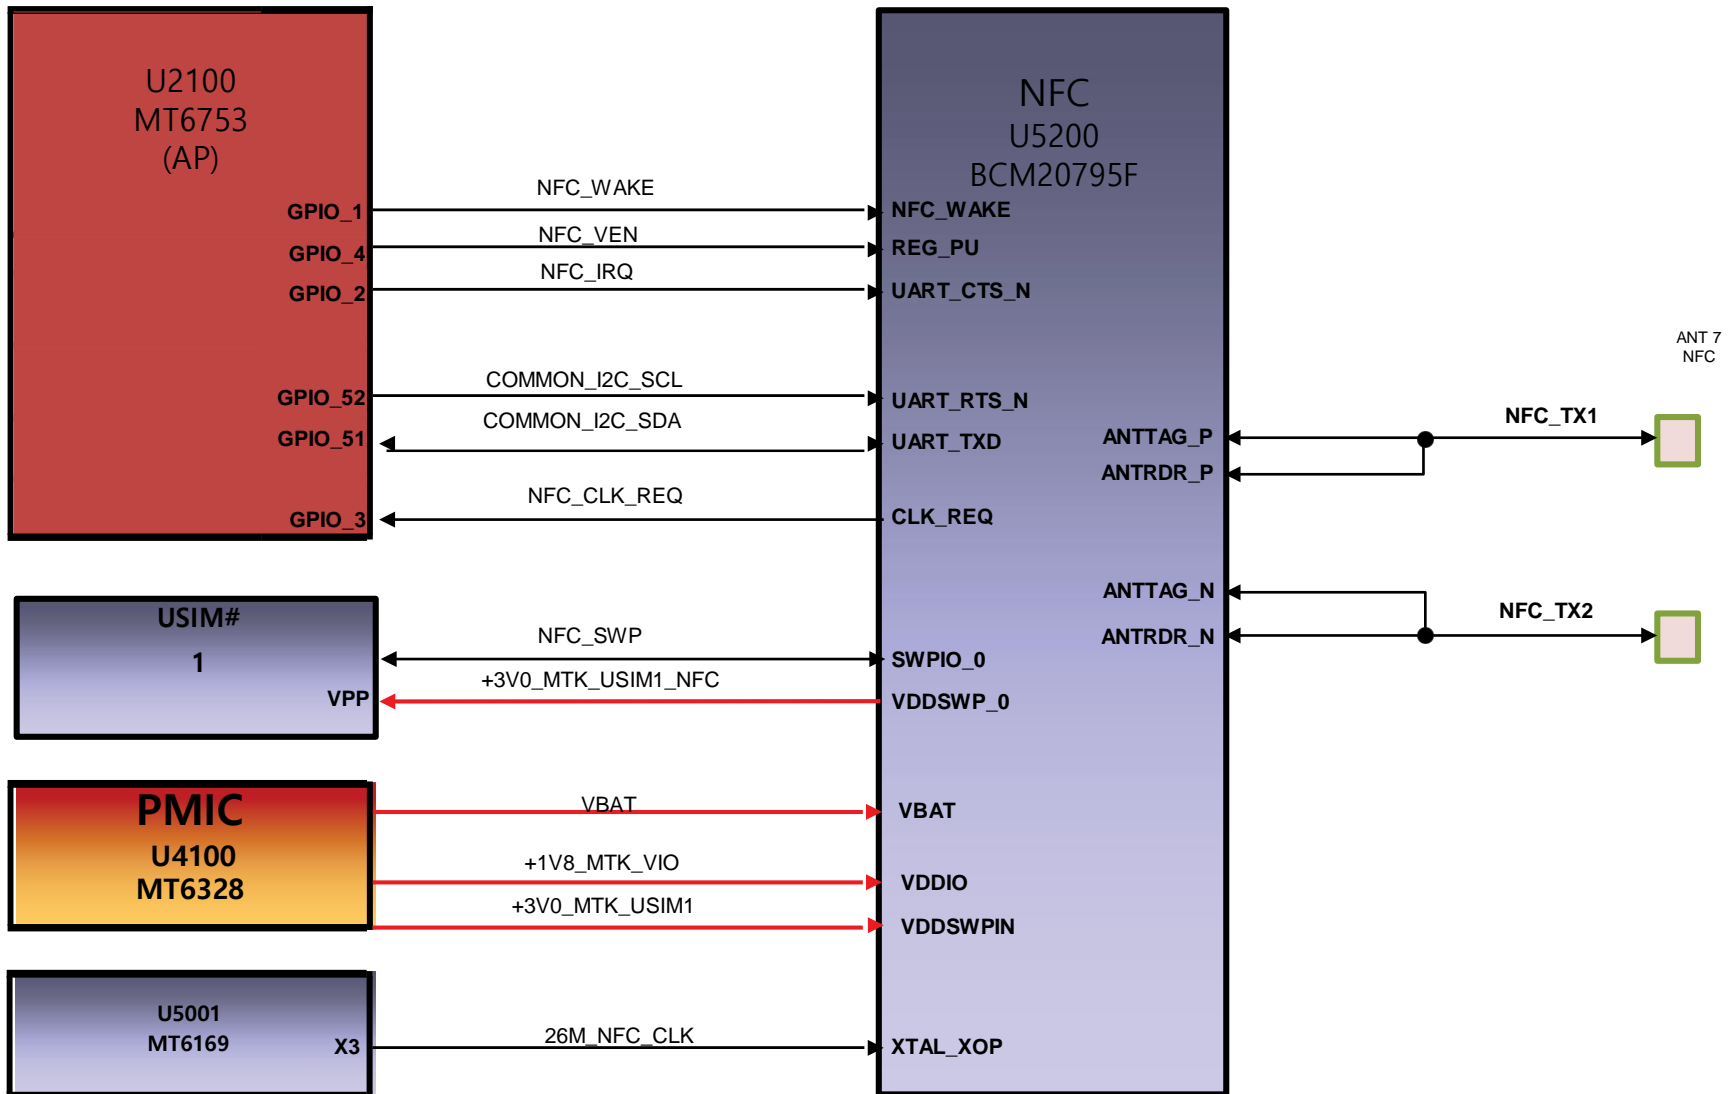 U2100
MT6753
(AP)
GPIO_1
GPIO_4
GPIO_2
GPIO_52
GPIO_51
GPIO_3
NFC_WAKE
NFC_VEN
NFC_IRQ
COMMON_I2C_SCL
COMMON_I2C_SDA
NFC_CLK_REQ
NFC
U5200
BCM20795F
NFC_WAKE
REG_PU
UART_CTS_N
UART_RTS_N
UART_TXD
CLK_REQ
ANTTAG_P
ANTRDR_P
ANTTAG_N
ANTRDR_N
NFC_TX1
NFC_TX2
ANT 7
NFC
USIM#
1
VPP
NFC_SWP
+3V0_MTK_USIM1_NFC
SWPIO_0
VDDSWP_0
PMIC
U4100
MT6328
VBAT
+1V8_MTK_VIO
+3V0_MTK_USIM1
VBAT
VDDIO
VDDSWPIN
U5001
MT6169
X3
26M_NFC_CLK
XTAL_XOP